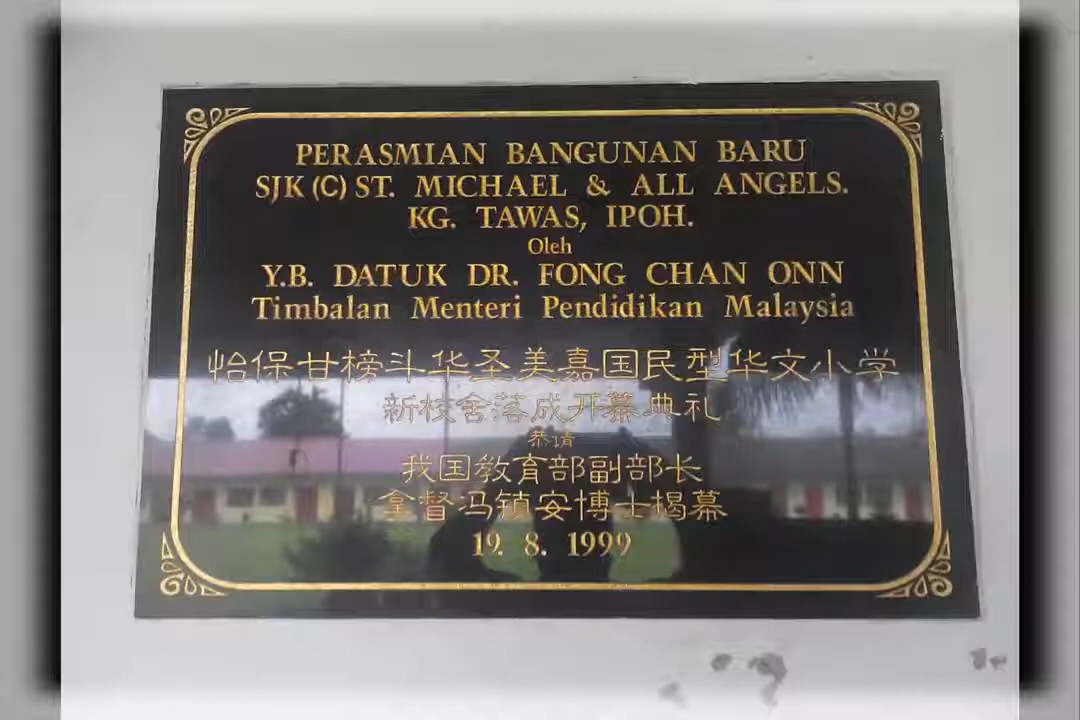 PERASMIAN BANGUNAN BARU
SJK (C) ST. MICHAEL & ALL ANGELS.
KG. TAWAS, IPOH.
Oleh
Y.B. DATUK DR. FONG CHAN ONN
Timbalan Menteri Pendidikan Malaysia
怡保甘榜斗华圣美嘉国民型华文小学
新校舍落成开幕典礼
恭请
我国教育部副部长
拿督冯镇安博士揭幕
19. 8. 1999